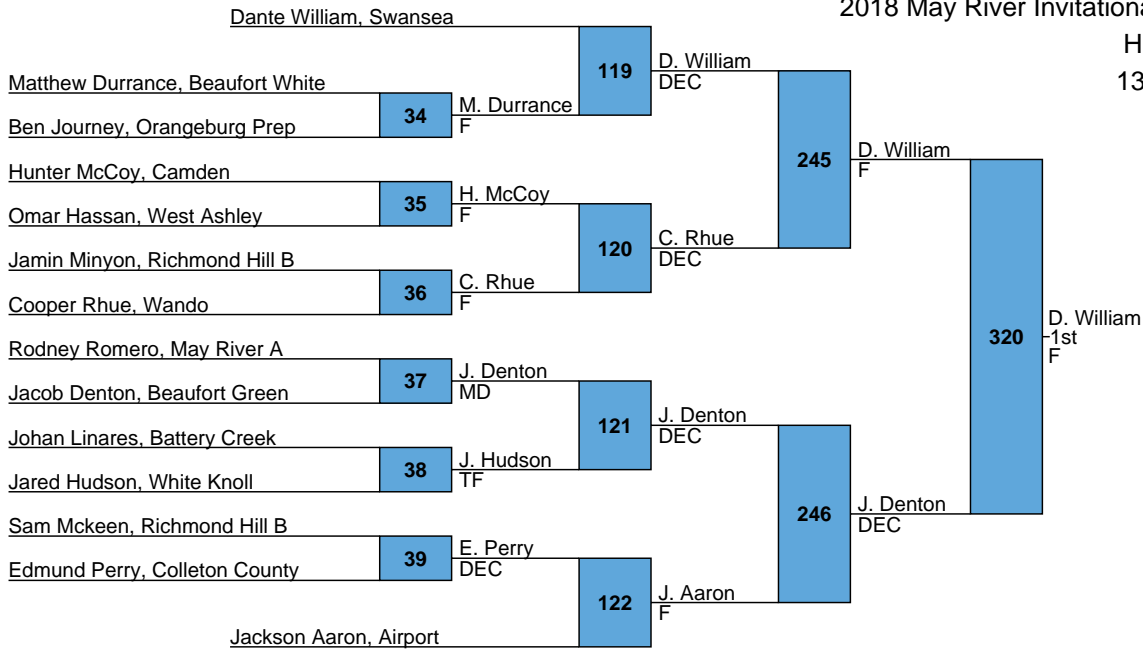 2018 May River Invitationa
H
13
Dante William, Swansea
Matthew Durrance, Beaufort White
Ben Journey, Orangeburg Prep
Hunter McCoy, Camden
Omar Hassan, West Ashley
Jamin Minyon, Richmond Hill B
Cooper Rhue, Wando
Rodney Romero, May River A
Jacob Denton, Beaufort Green
Johan Linares, Battery Creek
Jared Hudson, White Knoll
Sam Mckeen, Richmond Hill B
Edmund Perry, Colleton County
Jackson Aaron, Airport
34
35
36
37
38
39
M. Durrance
F
H. McCoy
F
C. Rhue
F
J. Denton
MD
J. Hudson
TF
E. Perry
DEC
119
120
121
122
D. William
DEC
C. Rhue
DEC
J. Denton
DEC
J. Aaron
F
245
246
D. William
F
J. Denton
DEC
320
D. William
1st
F